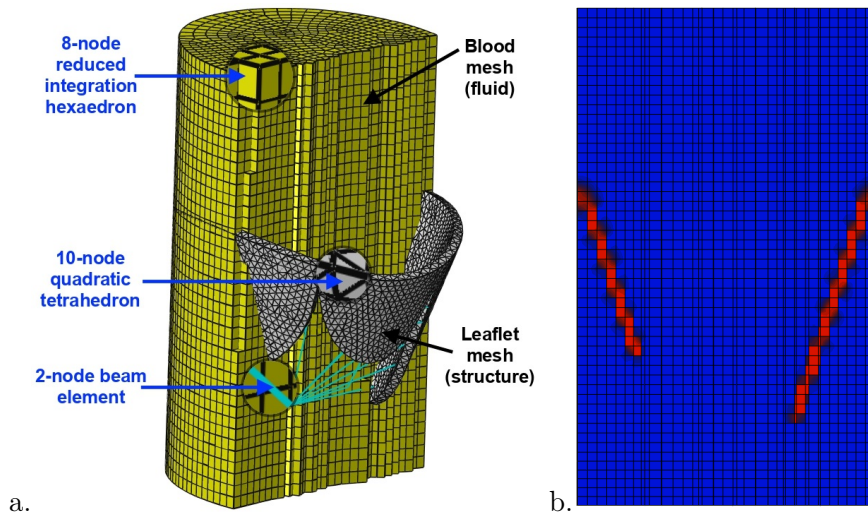 8-node
reduced
integration
hexaedron
Blood
mesh
(fluid)
10-node
quadratic
tetrahedron
Leaflet
mesh
(structure)
2-node beam
element
a.
b.